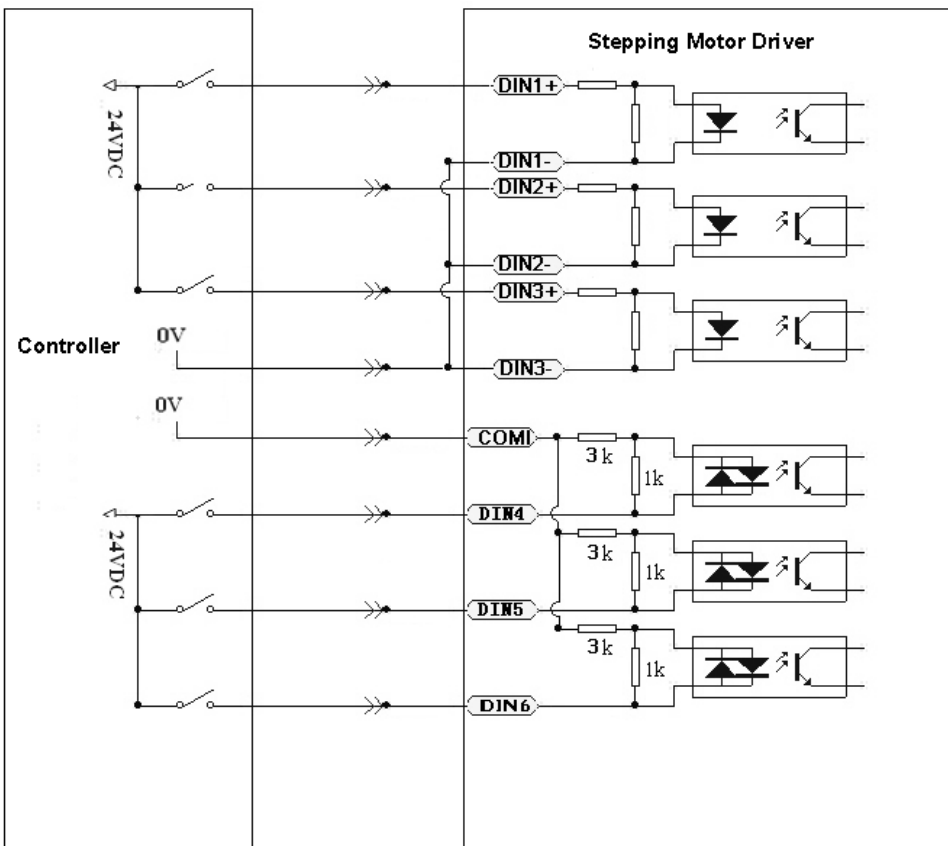 Stepping Motor Driver
DIN1+
24VDC
DIN1-
DIN2+
DIN2-
DIN3+
Controller
0V
DIN3-
0V
COMI
3k
1k
DIN4
24VDC
3k
1k
DIN5
3k
1k
DIN6